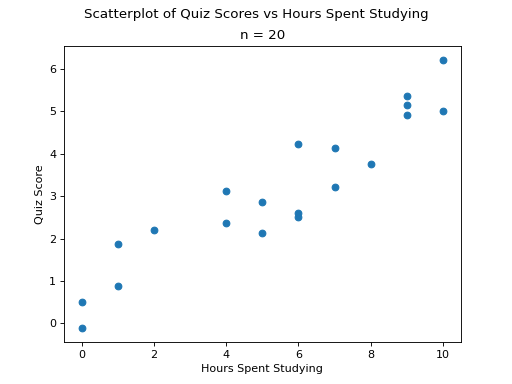 Scatterplot of Quiz Scores vs Hours Spent Studying
n = 20
6
5
4
3
2
1
0
Quiz Score
0 2 4 6 8 10
Hours Spent Studying